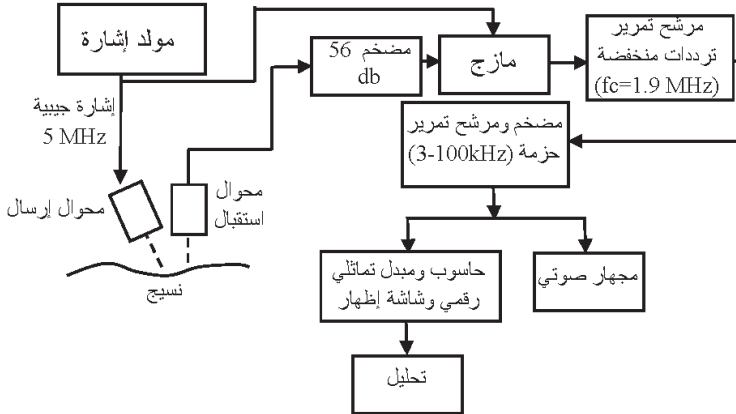 مولد إشارة
مضخم 56
db
مازج
مرشح تمرير
ترددات منخفضة
(fc=1.9 MHz)
إشارة جيبية
5 MHz
مضخم ومرشح تمرير
حزمة (3-100kHz)
محوال إرسال
محوال
استقبال
نسيج
حاسوب ومبدل تماثلي
رقمي وشاشة إظهار
مجهار صوتي
تحليل